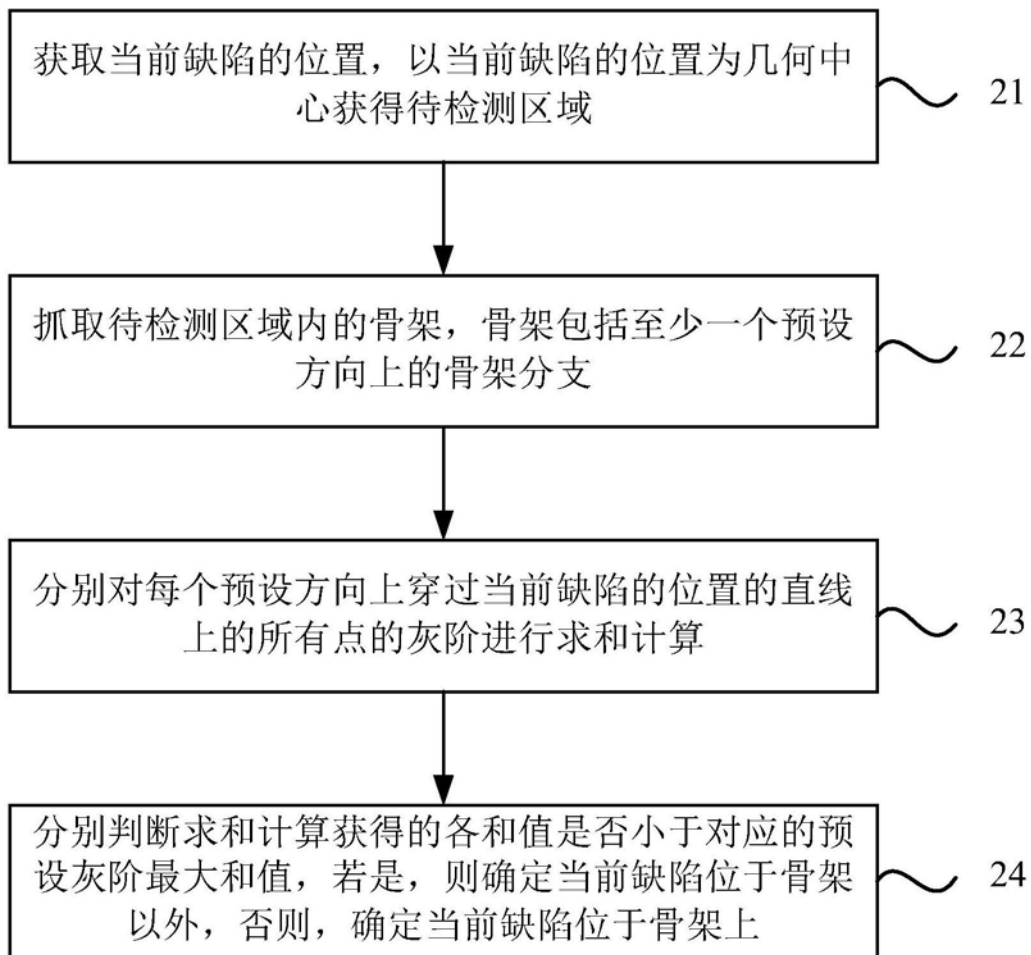 获取当前缺陷的位置，以当前缺陷的位置为几何中
心获得待检测区域
21
抓取待检测区域内的骨架，骨架包括至少一个预设
方向上的骨架分支
22
分别对每个预设方向上穿过当前缺陷的位置的直线
上的所有点的灰阶进行求和计算
23
分别判断求和计算获得的各和值是否小于对应的预
设灰阶最大和值，若是，则确定当前缺陷位于骨架
以外，否则，确定当前缺陷位于骨架上
24